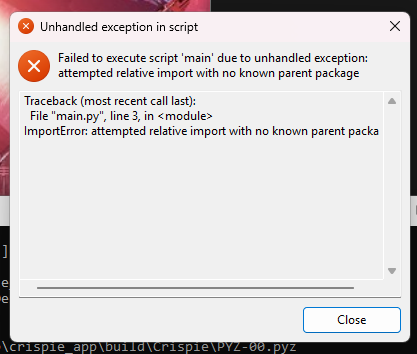 Unhandled exception in script
Failed to execute script 'main' due to unhandled exception:
attempted relative import with no known parent package
Traceback (most recent call last):
File "main.py", line 3, in <module>
ImportError: attempted relative import with no known parent packa
]
Close
\crispie_app\build\Crispie\PYZ-00.pyz